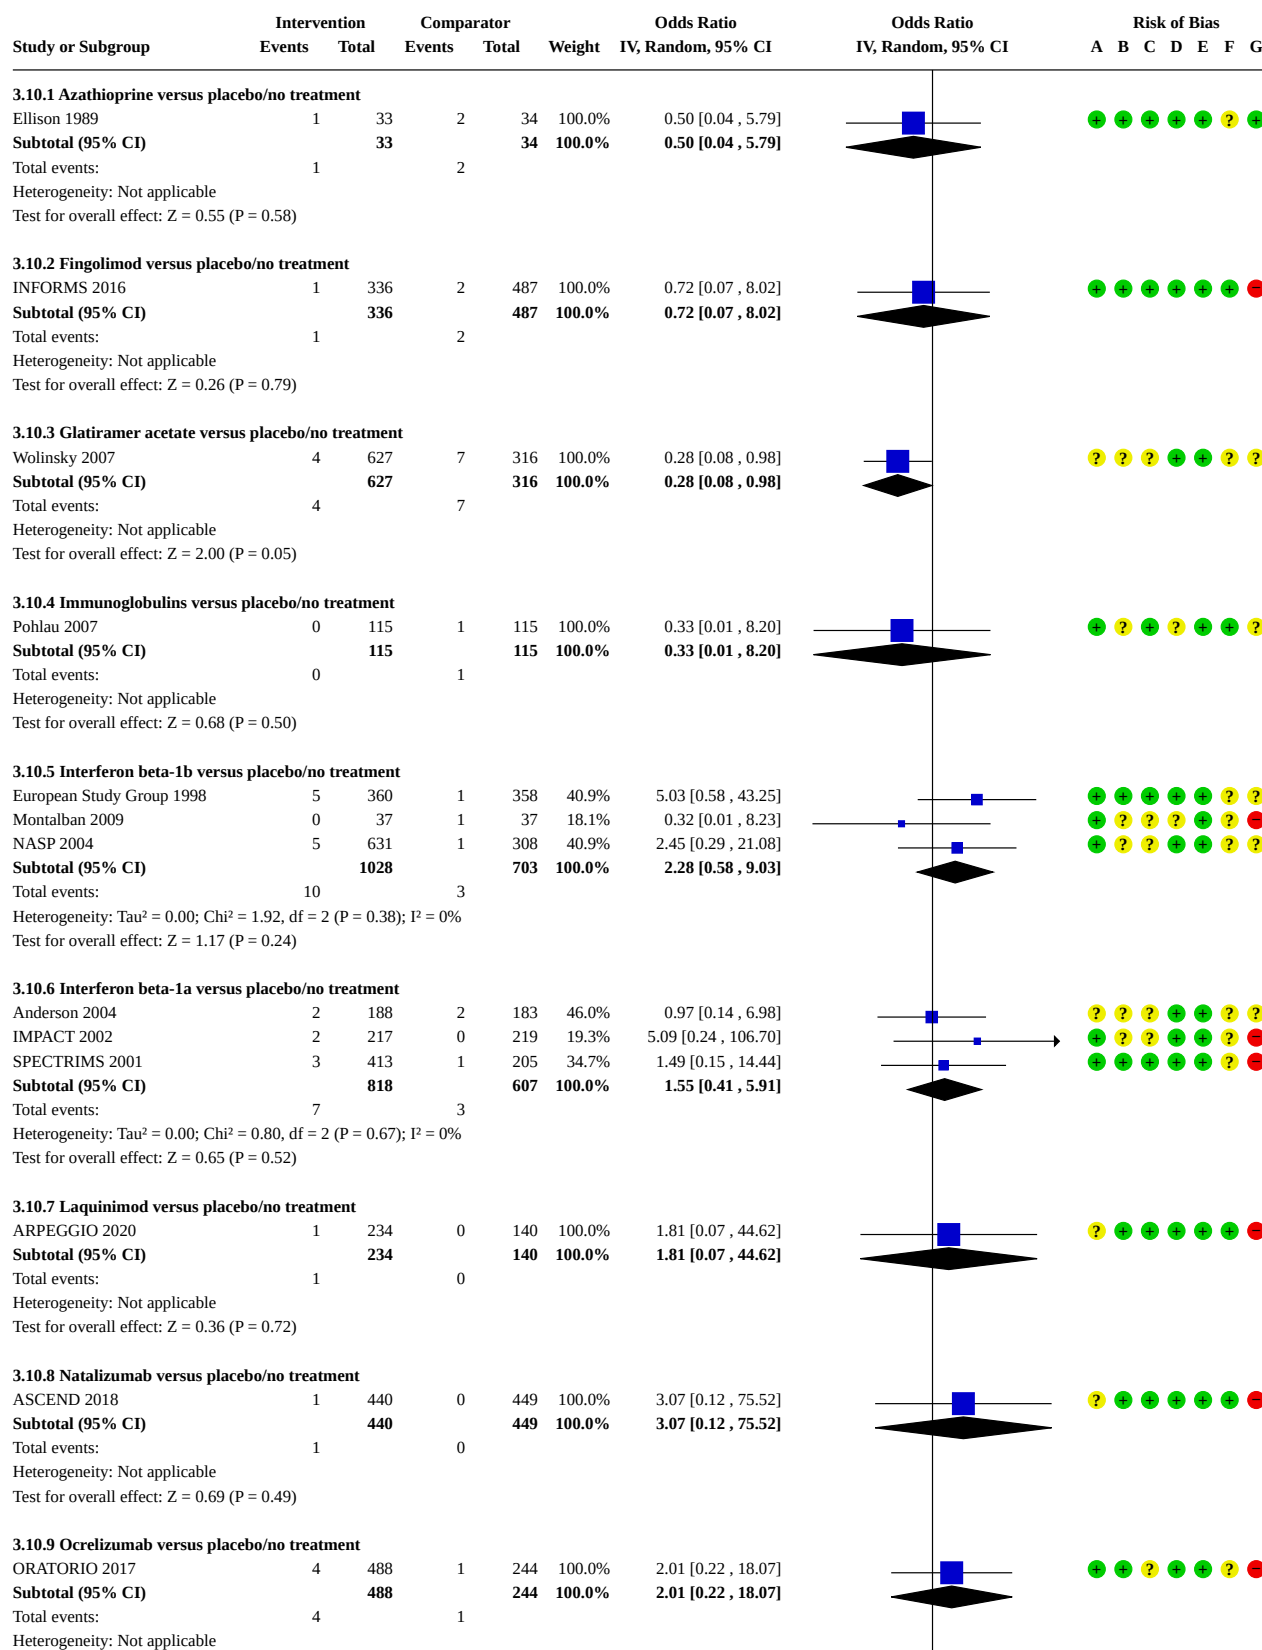 Intervention Comparator Odds Ratio Odds Ratio Risk of Bias
Study or Subgroup Events Total Events Total Weight IV, Random, 95% CI IV, Random, 95% CI A B C D E F G
3.10.1 Azathioprine versus placebo/no treatment
Ellison 1989 1 33 2 34 100.0% 0.50 [0.04 , 5.79] + + + + + ? +
Subtotal (95% CI) 33 34 100.0% 0.50 [0.04 , 5.79]
Total events: 1 2
Heterogeneity: Not applicable
Test for overall effect: Z = 0.55 (P = 0.58)
3.10.2 Fingolimod versus placebo/no treatment
INFORMS 2016 1 336 2 487 100.0% 0.72 [0.07 , 8.02] + + + + + + −
Subtotal (95% CI) 336 487 100.0% 0.72 [0.07 , 8.02]
Total events: 1 2
Heterogeneity: Not applicable
Test for overall effect: Z = 0.26 (P = 0.79)
3.10.3 Glatiramer acetate versus placebo/no treatment
Wolinsky 2007 4 627 7 316 100.0% 0.28 [0.08 , 0.98] ? ? ? + + ? ?
Subtotal (95% CI) 627 316 100.0% 0.28 [0.08 , 0.98]
Total events: 4 7
Heterogeneity: Not applicable
Test for overall effect: Z = 2.00 (P = 0.05)
3.10.4 Immunoglobulins versus placebo/no treatment
Pohlau 2007 0 115 1 115 100.0% 0.33 [0.01 , 8.20] + ? + ? + + ?
Subtotal (95% CI) 115 115 100.0% 0.33 [0.01 , 8.20]
Total events: 0 1
Heterogeneity: Not applicable
Test for overall effect: Z = 0.68 (P = 0.50)
3.10.5 Interferon beta-1b versus placebo/no treatment
European Study Group 1998 5 360 1 358 40.9% 5.03 [0.58 , 43.25] + + + + + ? ?
Montalban 2009 0 37 1 37 18.1% 0.32 [0.01 , 8.23] + ? ? ? + ? −
NASP 2004 5 631 1 308 40.9% 2.45 [0.29 , 21.08] + ? ? + + ? ?
Subtotal (95% CI) 1028 703 100.0% 2.28 [0.58 , 9.03]
Total events: 10 3
Heterogeneity: Tau² = 0.00; Chi² = 1.92, df = 2 (P = 0.38); I² = 0%
Test for overall effect: Z = 1.17 (P = 0.24)
3.10.6 Interferon beta-1a versus placebo/no treatment
Anderson 2004 2 188 2 183 46.0% 0.97 [0.14 , 6.98] ? ? ? + + ? ?
IMPACT 2002 2 217 0 219 19.3% 5.09 [0.24 , 106.70] + ? ? + + ? −
SPECTRIMS 2001 3 413 1 205 34.7% 1.49 [0.15 , 14.44] + + + + + ? −
Subtotal (95% CI) 818 607 100.0% 1.55 [0.41 , 5.91]
Total events: 7 3
Heterogeneity: Tau² = 0.00; Chi² = 0.80, df = 2 (P = 0.67); I² = 0%
Test for overall effect: Z = 0.65 (P = 0.52)
3.10.7 Laquinimod versus placebo/no treatment
ARPEGGIO 2020 1 234 0 140 100.0% 1.81 [0.07 , 44.62] ? + + + + + −
Subtotal (95% CI) 234 140 100.0% 1.81 [0.07 , 44.62]
Total events: 1 0
Heterogeneity: Not applicable
Test for overall effect: Z = 0.36 (P = 0.72)
3.10.8 Natalizumab versus placebo/no treatment
ASCEND 2018 1 440 0 449 100.0% 3.07 [0.12 , 75.52] ? + + + + + −
Subtotal (95% CI) 440 449 100.0% 3.07 [0.12 , 75.52]
Total events: 1 0
Heterogeneity: Not applicable
Test for overall effect: Z = 0.69 (P = 0.49)
3.10.9 Ocrelizumab versus placebo/no treatment
ORATORIO 2017 4 488 1 244 100.0% 2.01 [0.22 , 18.07] + + ? + + ? −
Subtotal (95% CI) 488 244 100.0% 2.01 [0.22 , 18.07]
Total events: 4 1
Heterogeneity: Not applicable